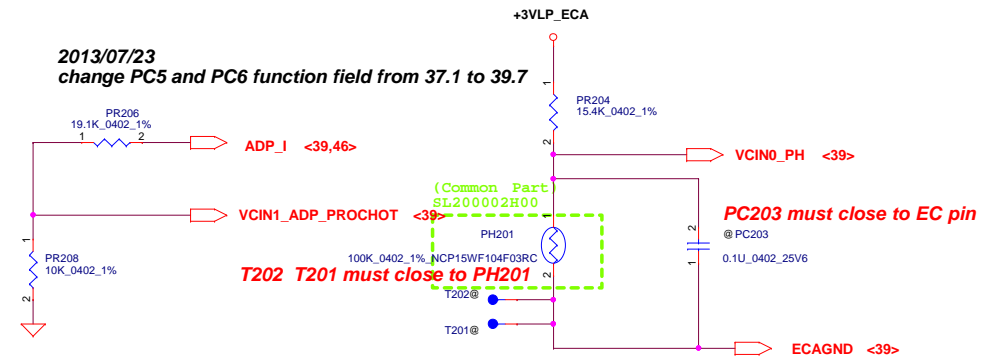 +3VLP_ECA
2013/07/23
change PC5 and PC6 function field from 37.1 to 39.7
PR206
19.1K_0402_1%
1 2
ADP_I <39,46>
1
PR204
15.4K_0402_1%
2
VCIN0_PH <39>
(Common Part)
SL200002H00
VCIN1_ADP_PROCHOT <39>
1
PH201
100K_0402_1%_NCP15WF104F03RC
2
PC203 must close to EC pin
2
@ PC203
0.1U_0402_25V6
1
1
PR208
10K_0402_1%
2
T202 T201 must close to PH201
T202@
T201@
ECAGND <39>